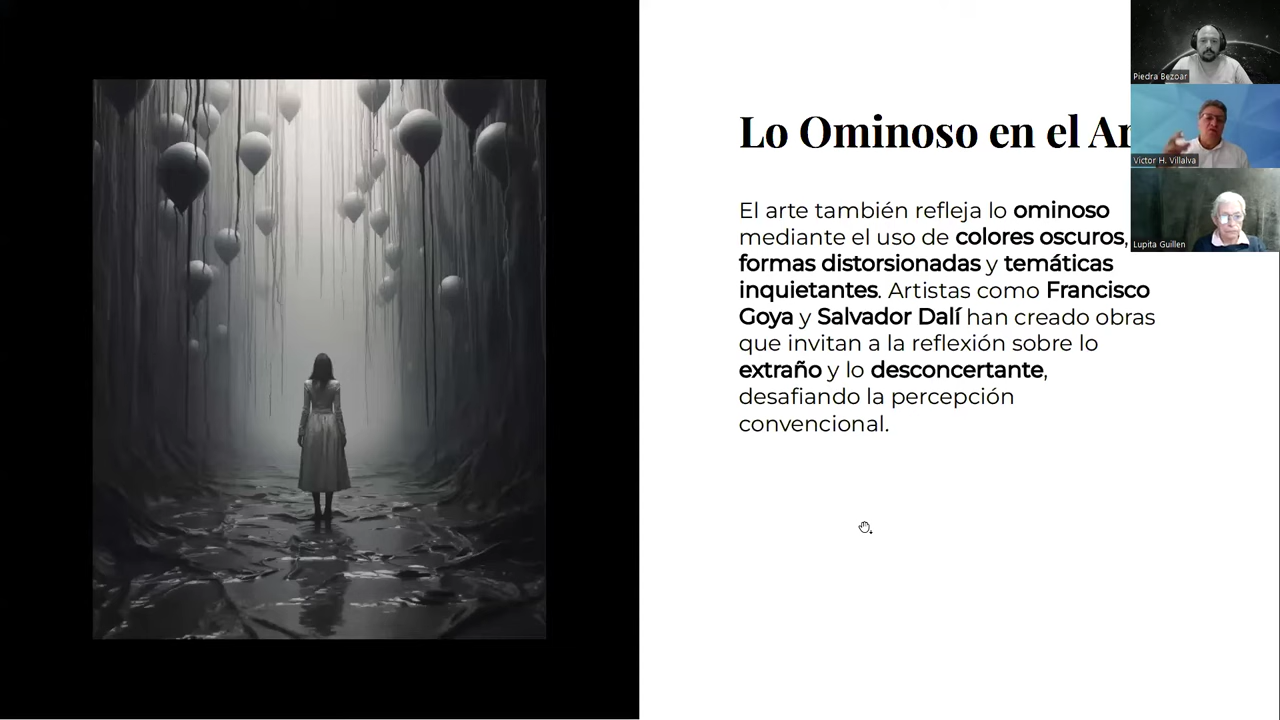 Lo Ominoso en el
El arte también refleja lo ominoso
mediante el uso de colores oscuros,
formas distorsionadas y temáticas
inquietantes. Artistas como Francisco
Goya y Salvador Dalí han creado obras
que invitan a la reflexión sobre lo
extraño y lo desconcertante,
desafiando la percepción
convencional.
Piedra Bezoar
Victor H. Villalva
Lupita Guillen